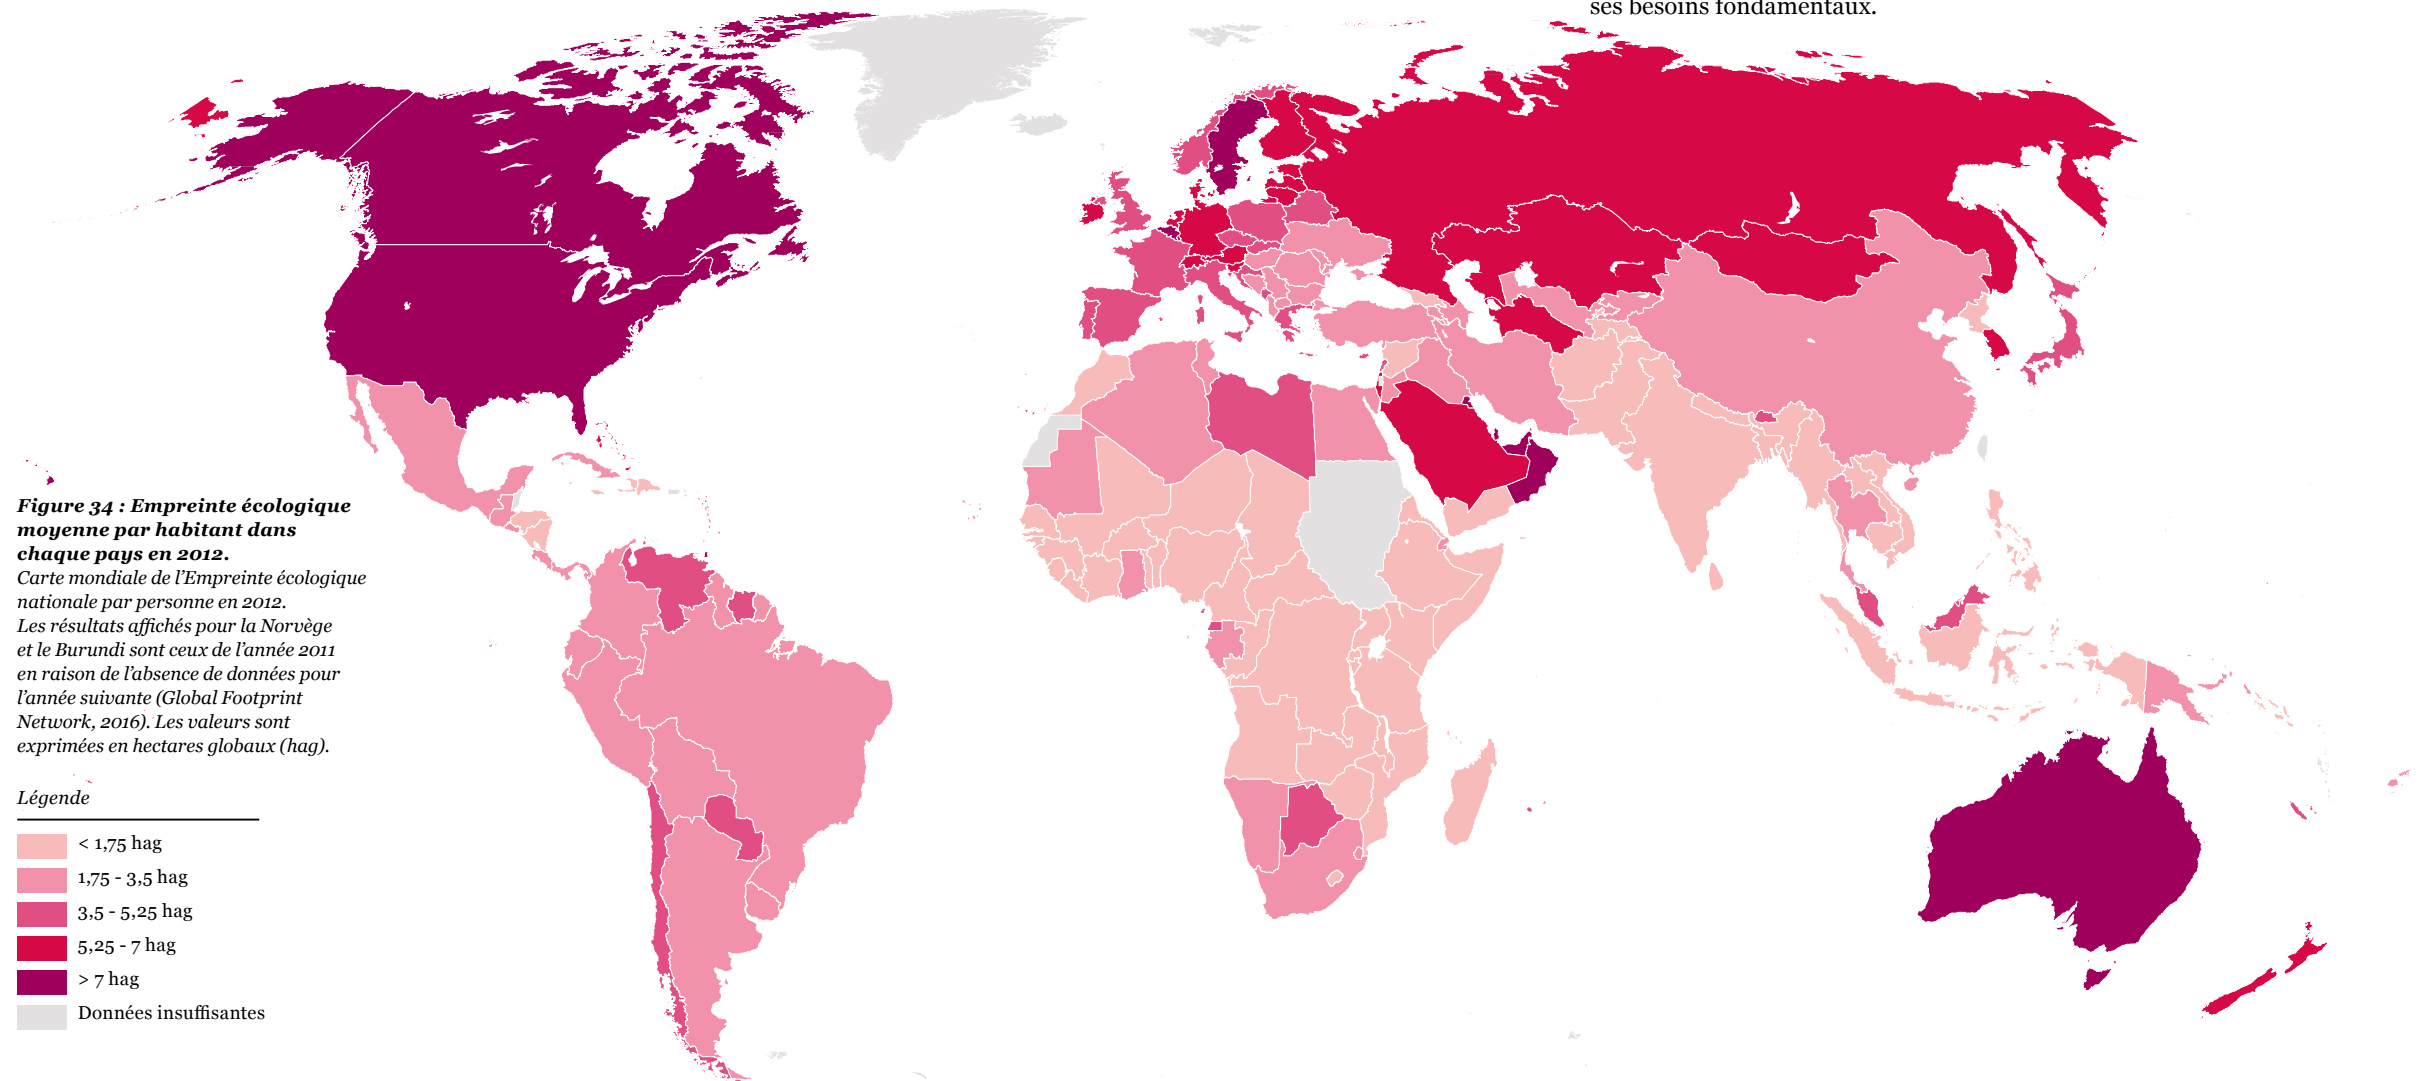 ses besoins fondamentaux.
Figure 34 : Empreinte écologique
moyenne par habitant dans
chaque pays en 2012.
Carte mondiale de l'Empreinte écologique
nationale par personne en 2012.
Les résultats affichés pour la Norvège
et le Burundi sont ceux de l'année 2011
en raison de l'absence de données pour
l'année suivante (Global Footprint
Network, 2016). Les valeurs sont
exprimées en hectares globaux (hag).
Légende
< 1,75 hag
1,75 - 3,5 hag
3,5 - 5,25 hag
5,25 - 7 hag
> 7 hag
Données insuffisantes